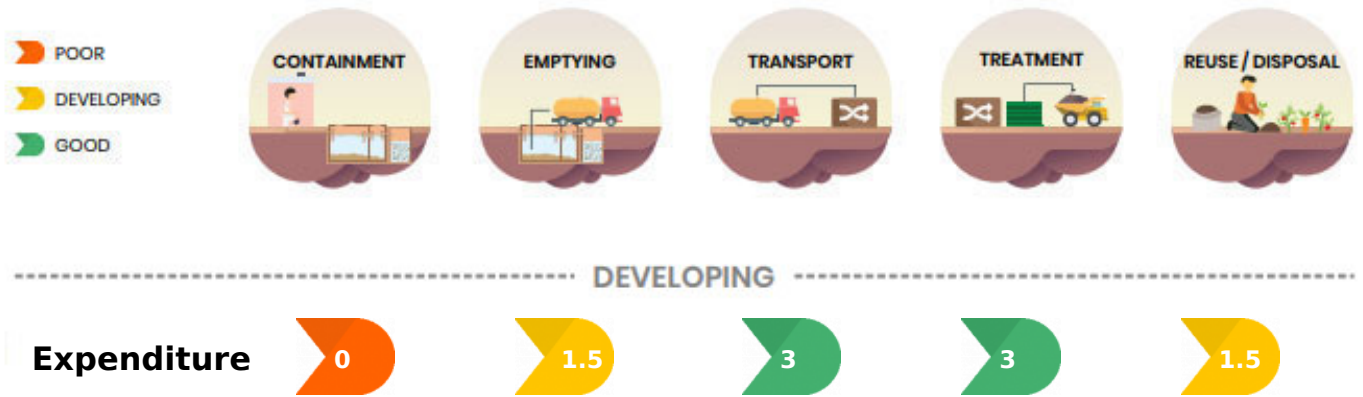 POOR
DEVELOPING
GOOD
CONTAINMENT
EMPTYING
TRANSPORT
TREATMENT
REUSE / DISPOSAL
DEVELOPING
Expenditure 0 1.5 3 3 1.5